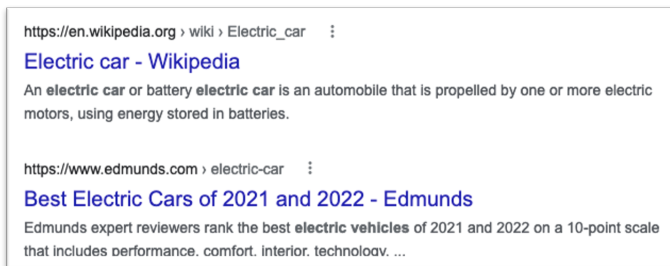 https://en.wikipedia.org › wiki › Electric_car
Electric car - Wikipedia
An electric car or battery electric car is an automobile that is propelled by one or more electric
motors, using energy stored in batteries.
https://www.edmunds.com › electric-car
Best Electric Cars of 2021 and 2022 - Edmunds
Edmunds expert reviewers rank the best electric vehicles of 2021 and 2022 on a 10-point scale
that includes performance, comfort, interior, technology, ...